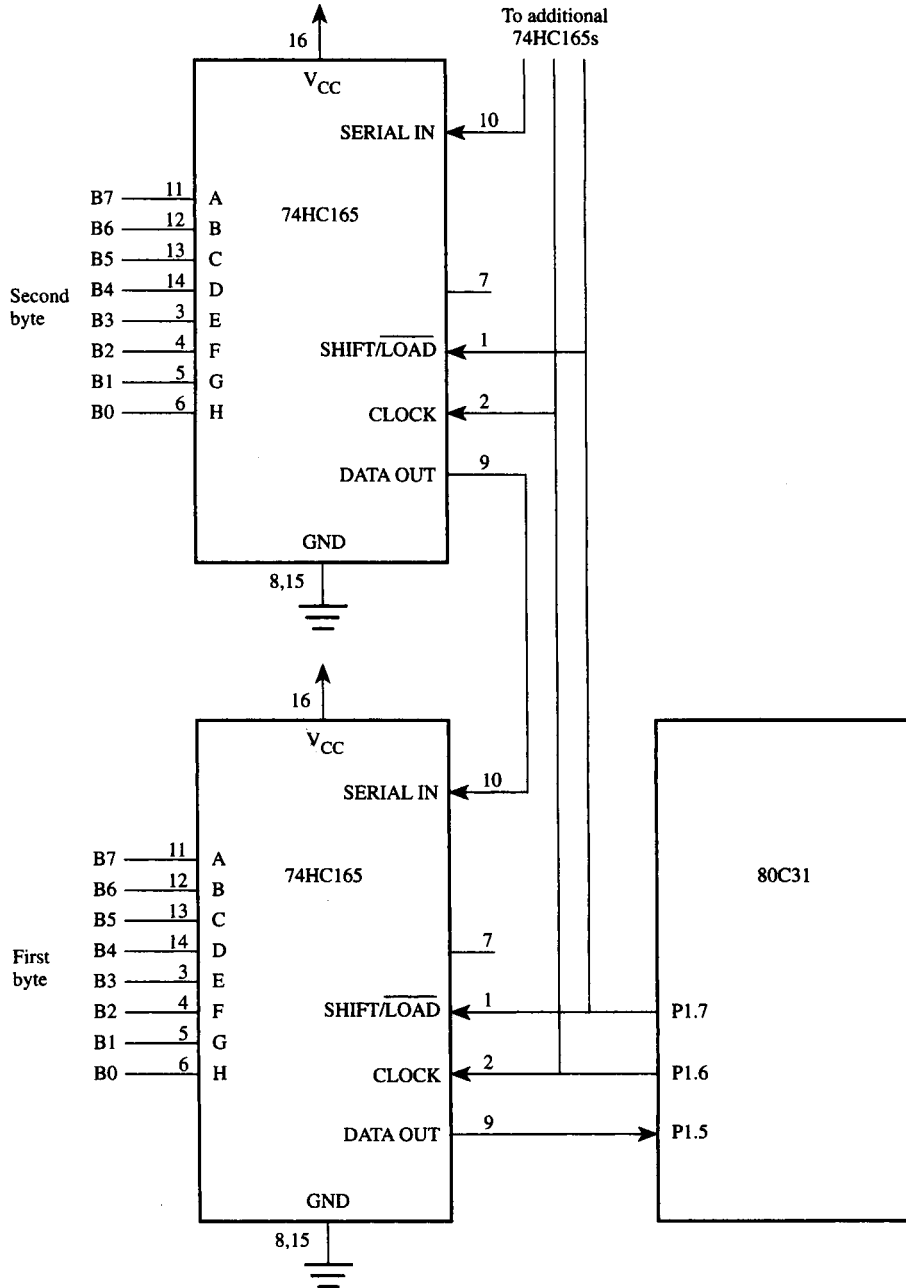 To additional
74HC165s
16
V_CC
SERIAL IN
10
74HC165
Second
byte
B7 11 A
B6 12 B
B5 13 C
B4 14 D
B3 3 E
B2 4 F
B1 5 G
B0 6 H
7
SHIFT/LOAD
1
CLOCK
2
DATA OUT
9
GND
8,15
16
V_CC
SERIAL IN
10
74HC165
First
byte
B7 11 A
B6 12 B
B5 13 C
B4 14 D
B3 3 E
B2 4 F
B1 5 G
B0 6 H
7
SHIFT/LOAD
1
CLOCK
2
DATA OUT
9
GND
8,15
80C31
P1.7
P1.6
P1.5